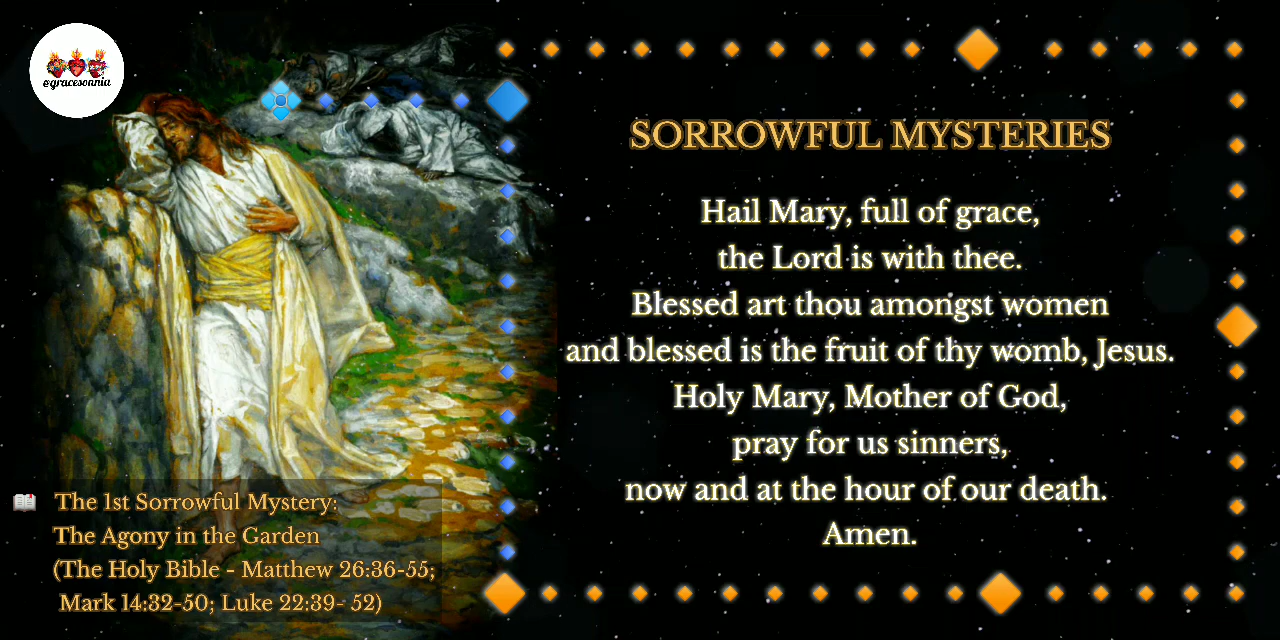 @gracesonnia
SORROWFUL MYSTERIES
Hail Mary, full of grace,
the Lord is with thee.
Blessed art thou amongst women
and blessed is the fruit of thy womb, Jesus.
Holy Mary, Mother of God,
pray for us sinners,
now and at the hour of our death.
Amen.
The 1st Sorrowful Mystery:
The Agony in the Garden
(The Holy Bible - Matthew 26:36-55;
Mark 14:32-50; Luke 22:39- 52)